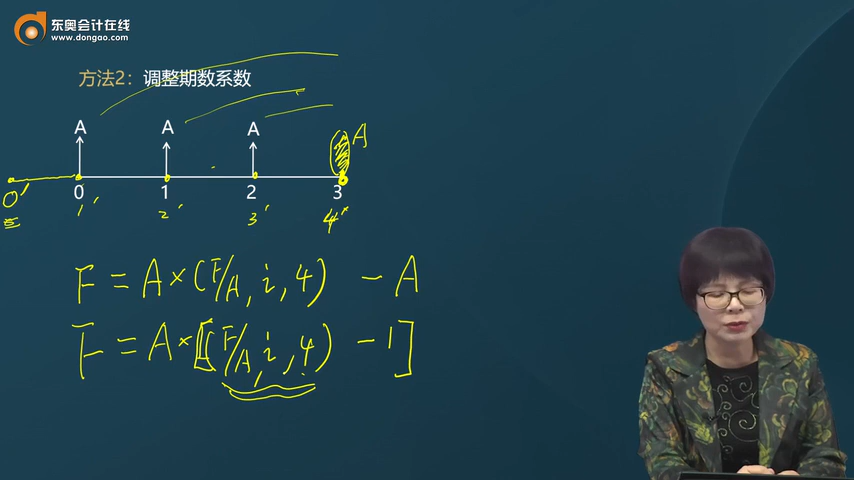 东奥会计在线
www.dongao.com
方法2：调整期数系数
A A A A
0' 0 1 2 3
1' 2' 3' 4'
F = A × (F/A, i, 4) - A
F = A × [(F/A, i, 4) - 1]